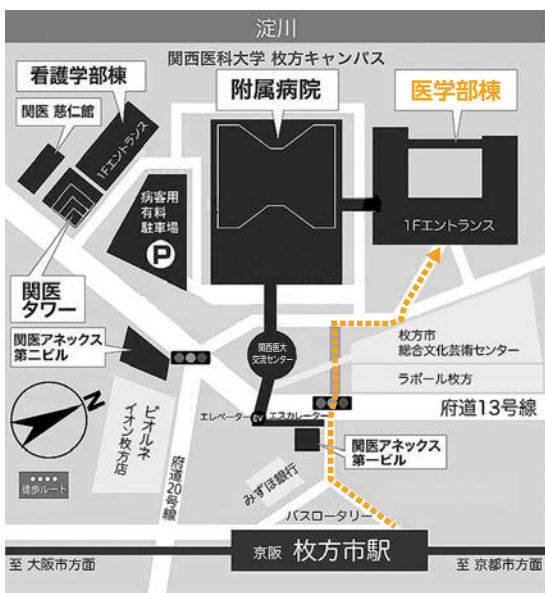 淀川
関西医科大学 枚方キャンパス
看護学部棟
附属病院
医学部棟
関医 慈仁館
1Fエントランス
病客用
有料
駐車場
P
1Fエントランス
関医
タワー
関医アネックス
第二ビル
関西医大
交流センター
枚方市
総合文化芸術センター
ラポール枚方
府道13号線
エレベーター
EV
エスカレーター
N
ビオルネ
イオン枚方店
関医アネックス
第一ビル
府道20号線
みずほ銀行
徒歩ルート
バスロータリー
京阪 枚方市駅
至 大阪市方面
至 京都市方面